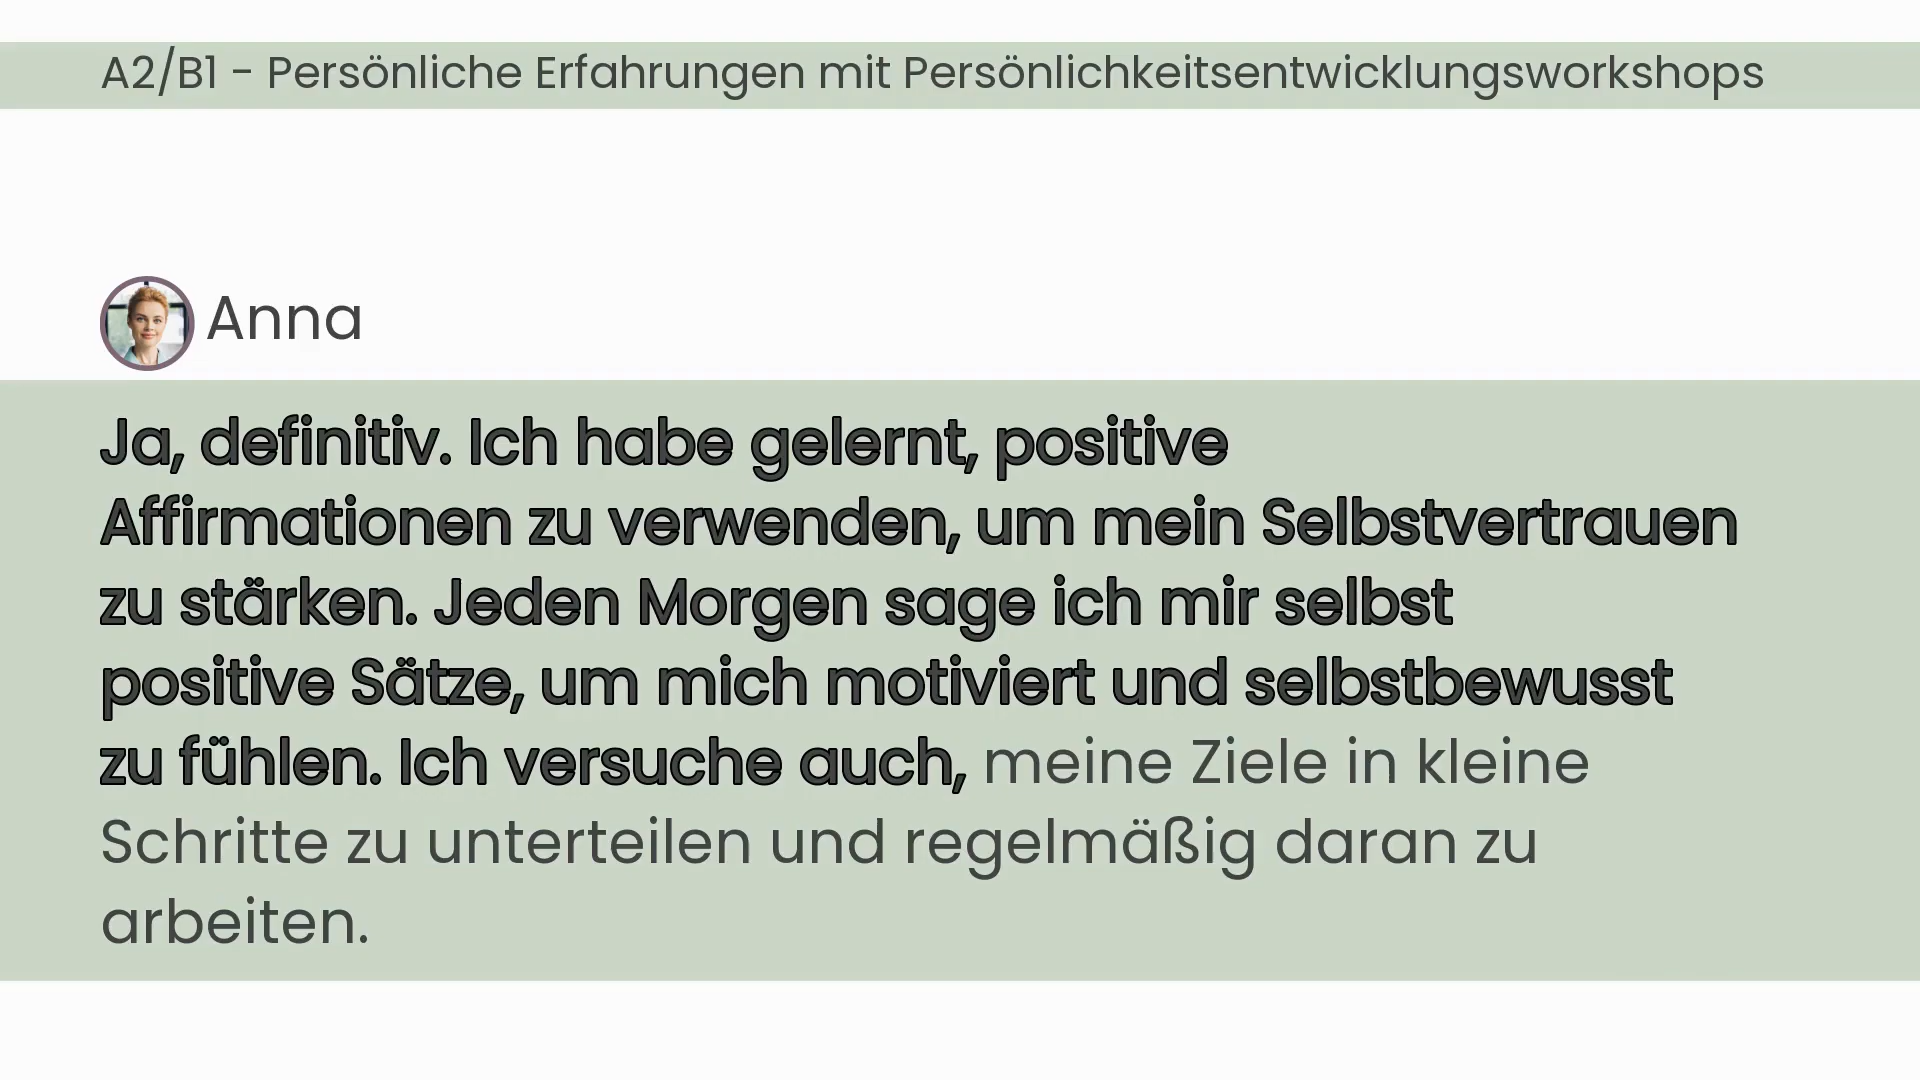 A2/B1 - Persönliche Erfahrungen mit Persönlichkeitsentwicklungsworkshops
Anna
Ja, definitiv. Ich habe gelernt, positive
Affirmationen zu verwenden, um mein Selbstvertrauen
zu stärken. Jeden Morgen sage ich mir selbst
positive Sätze, um mich motiviert und selbstbewusst
zu fühlen. Ich versuche auch, meine Ziele in kleine
Schritte zu unterteilen und regelmäßig daran zu
arbeiten.